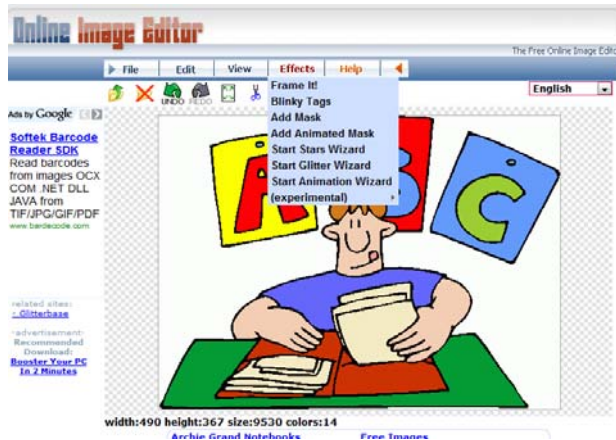 Online Image Editor
The Free Online Image Edito
File Edit View Effects Help
UNDO REDO
English
Frame It!
Blinky Tags
Add Mask
Add Animated Mask
Start Stars Wizard
Start Glitter Wizard
Start Animation Wizard
(experimental)
Ads by Google
Softek Barcode
Reader SDK
Read barcodes
from images OCX
COM .NET DLL
JAVA from
TIF/JPG/GIF/PDF
www.bardecode.com
A B C
related sites:
- Glitterbase
-advertisement-
Recommended
Download:
Booster Your PC
In 2 Minutes
width:490 height:367 size:9530 colors:14
Archie Grand Notebooks Free Images